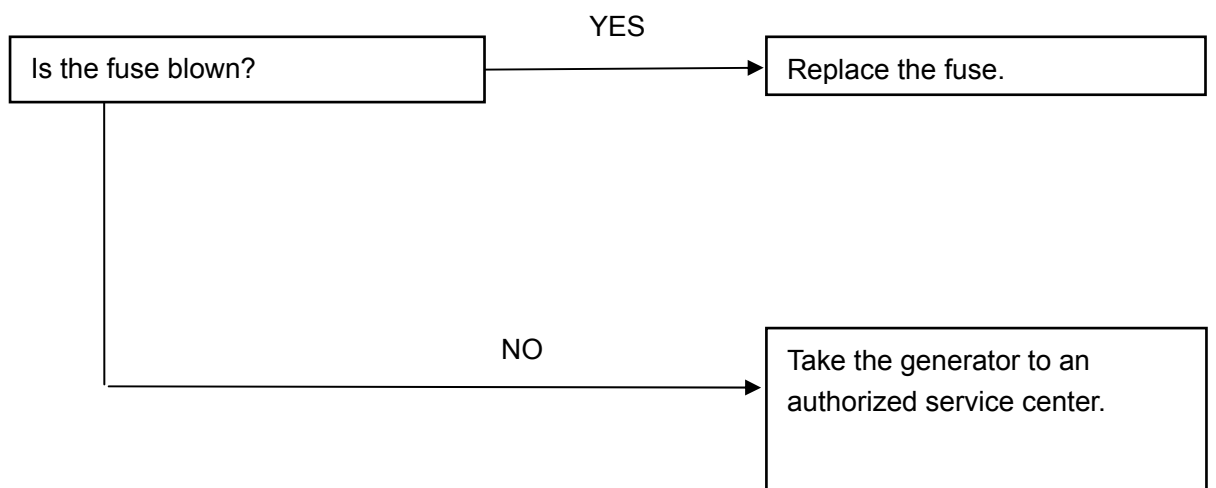 YES
Is the fuse blown?
Replace the fuse.
NO
Take the generator to an
authorized service center.